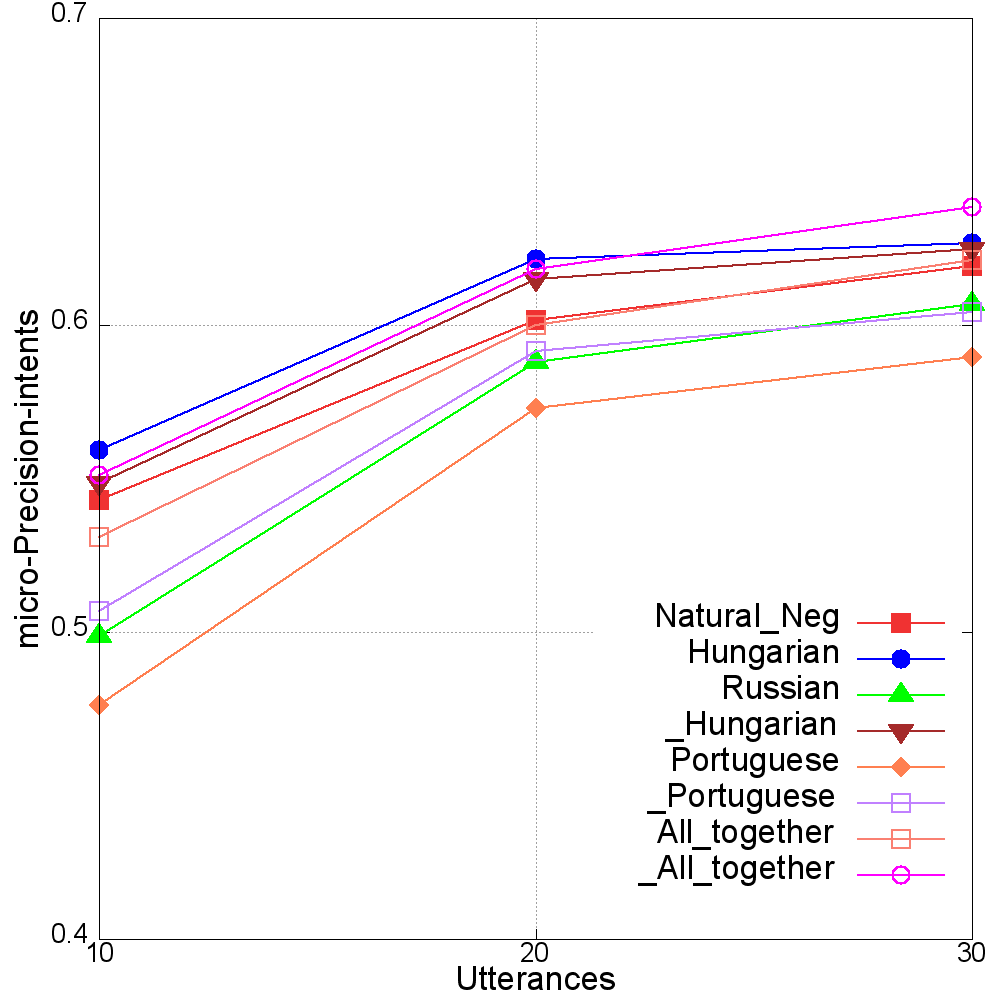 0.7
0.6
0.5
0.4
micro-Precision-intents
Natural_Neg
Hungarian
Russian
_Hungarian
Portuguese
_Portuguese
All_together
_All_together
10 20 30
Utterances